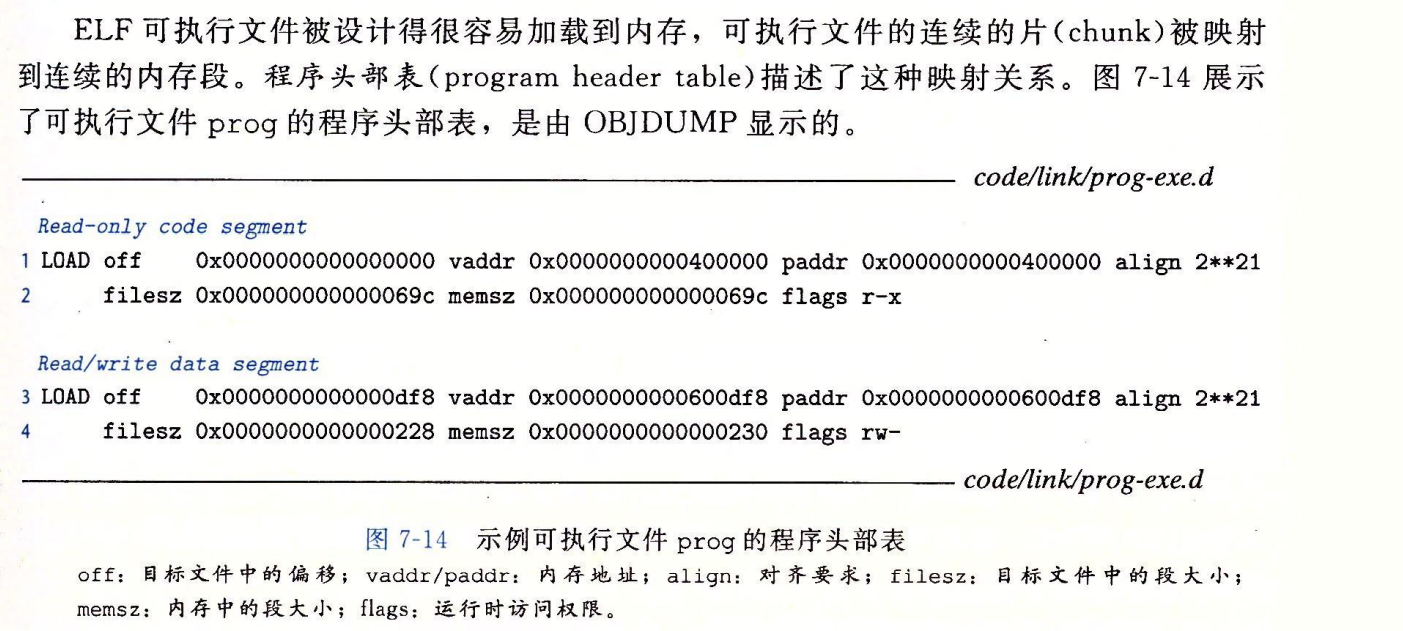 ELF 可执行文件被设计得很容易加载到内存，可执行文件的连续的片(chunk)被映射
到连续的内存段。程序头部表(program header table)描述了这种映射关系。图 7-14 展示
了可执行文件 prog 的程序头部表，是由 OBJDUMP 显示的。
code/link/prog-exe.d
Read-only code segment
1 LOAD off    0x0000000000000000 vaddr 0x0000000000400000 paddr 0x0000000000400000 align 2**21
2      filesz 0x000000000000069c memsz 0x000000000000069c flags r-x
Read/write data segment
3 LOAD off    0x0000000000000df8 vaddr 0x0000000000600df8 paddr 0x0000000000600df8 align 2**21
4      filesz 0x0000000000000228 memsz 0x0000000000000230 flags rw-
code/link/prog-exe.d
图 7-14 示例可执行文件 prog 的程序头部表
off：目标文件中的偏移；vaddr/paddr：内存地址；align：对齐要求；filesz：目标文件中的段大小；
memsz：内存中的段大小；flags：运行时访问权限。